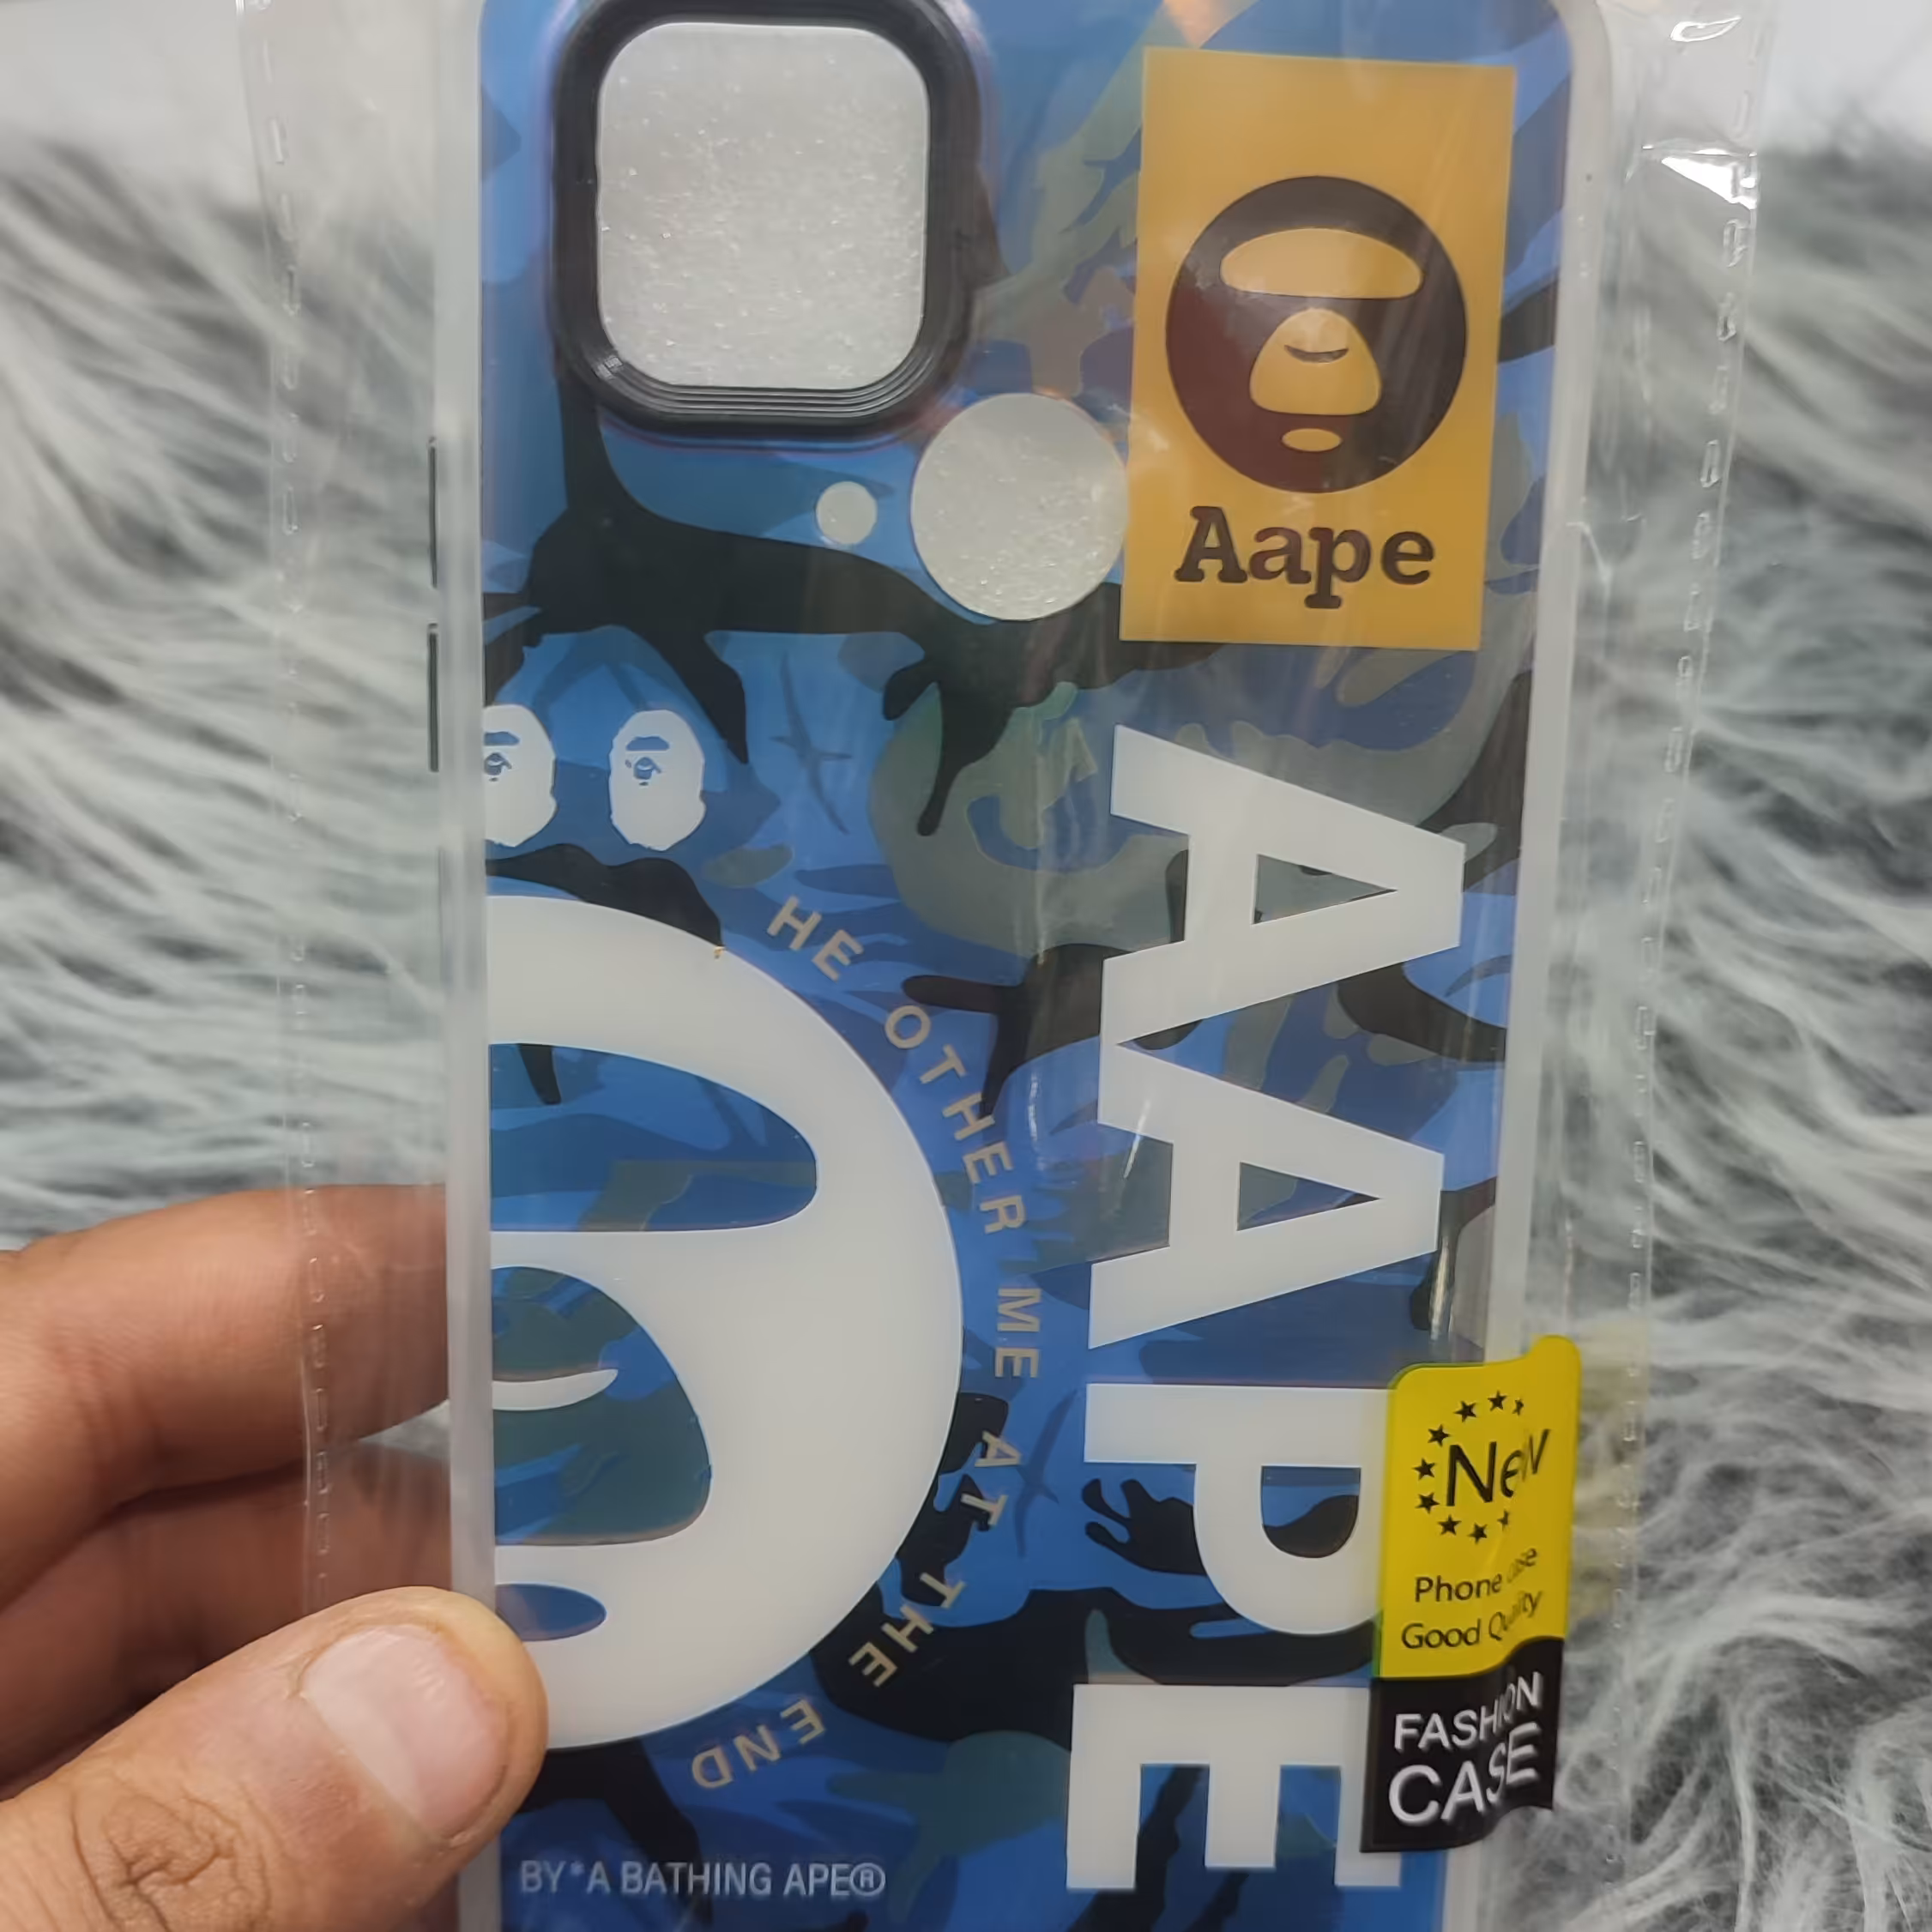 Aape
AAPE
HE OTHER ME AT THE END
New
Phone case
Good Quality
FASHION
CASE
BY*A BATHING APE®